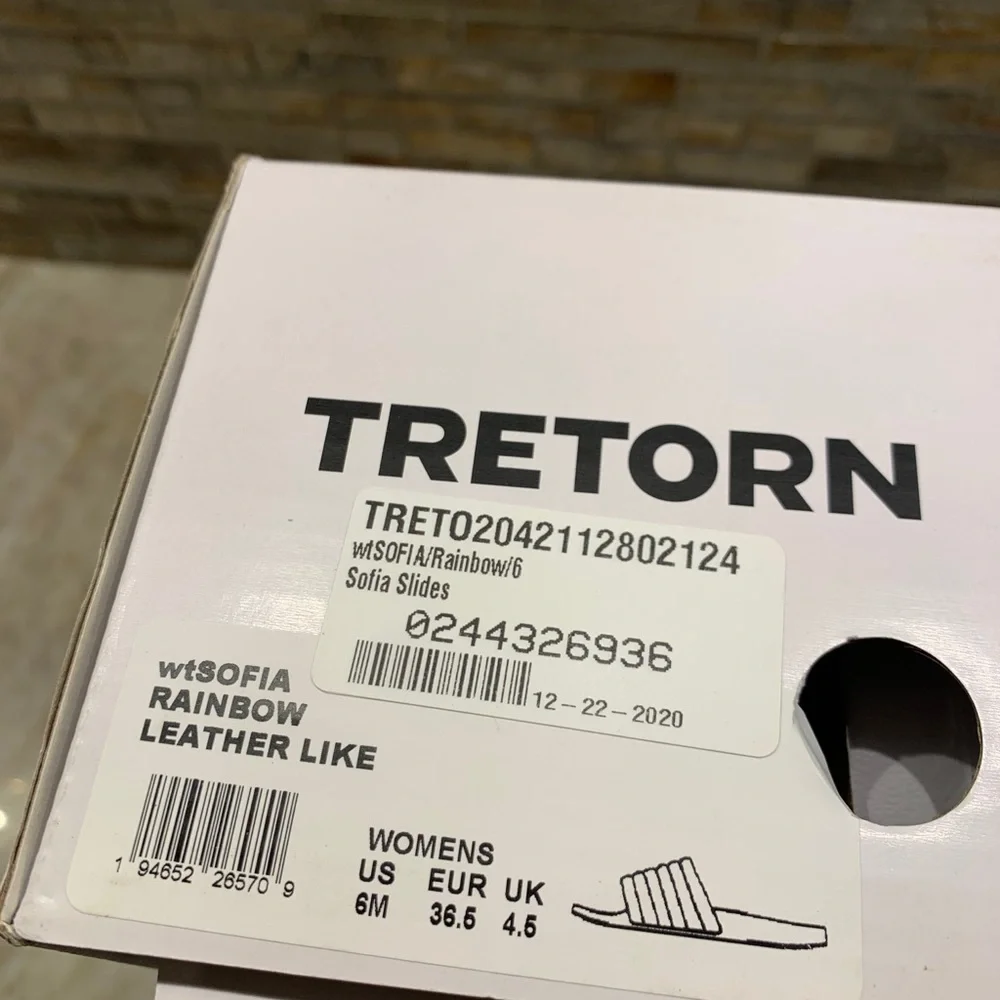 TRETORN
TRETO2042112802124
wtSOFIA/Rainbow/6
Sofia Slides
0244326936
12-22-2020
wtSOFIA
RAINBOW
LEATHER LIKE
1 94652 26570 9
WOMENS
US EUR UK
6M 36.5 4.5